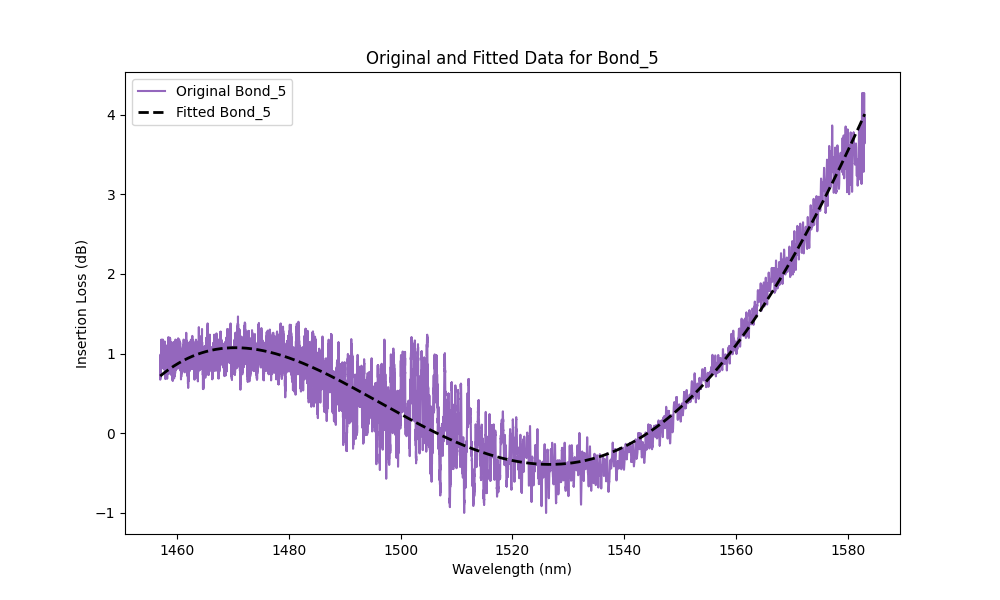 Original and Fitted Data for Bond_5
Original Bond_5
Fitted Bond_5
Insertion Loss (dB)
4
3
2
1
0
−1
1460 1480 1500 1520 1540 1560 1580
Wavelength (nm)